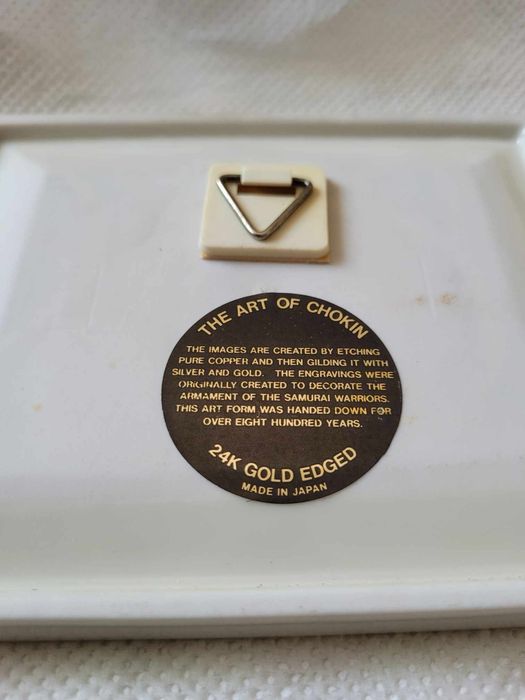 THE ART OF CHOKIN
THE IMAGES ARE CREATED BY ETCHING
PURE COPPER AND THEN GILDING IT WITH
SILVER AND GOLD. THE ENGRAVINGS WERE
ORIGINALLY CREATED TO DECORATE THE
ARMAMENT OF THE SAMURAI WARRIORS.
THIS ART FORM WAS HANDED DOWN FOR
OVER EIGHT HUNDRED YEARS.
24K GOLD EDGED
MADE IN JAPAN